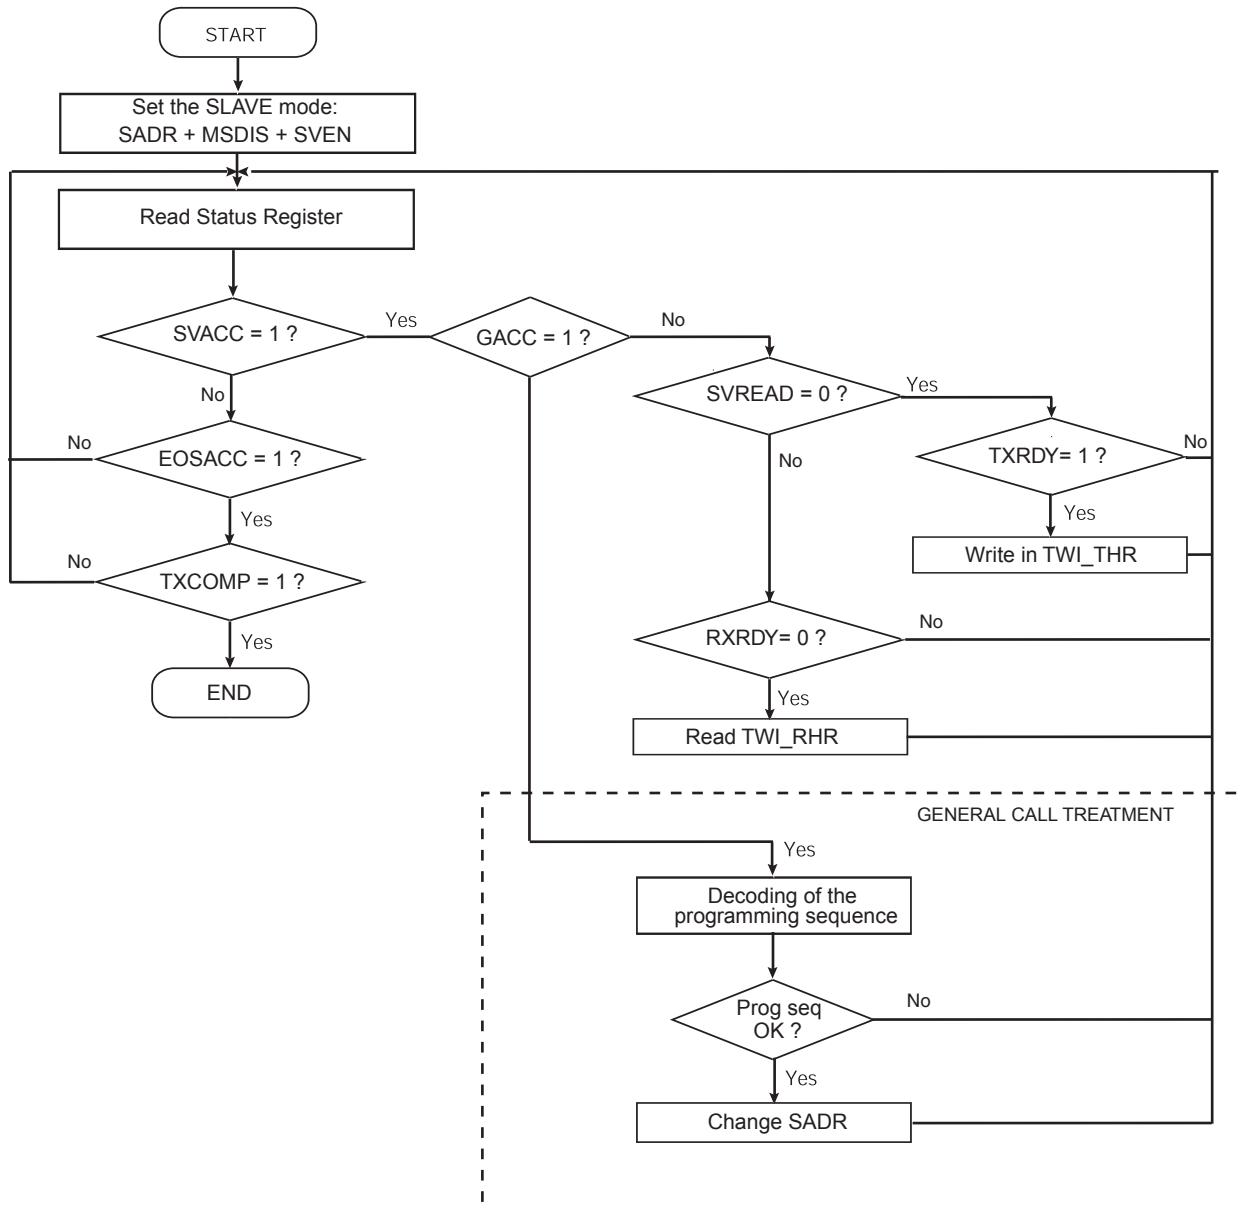 START
Set the SLAVE mode:
SADR + MSDIS + SVEN
Read Status Register
SVACC = 1 ?
Yes
GACC = 1 ?
No
SVREAD = 0 ?
Yes
No
EOSACC = 1 ?
No
TXRDY= 1 ?
No
No
Yes
Yes
Write in TWI_THR
No
TXCOMP = 1 ?
Yes
END
RXRDY= 0 ?
No
Yes
Read TWI_RHR
GENERAL CALL TREATMENT
Yes
Decoding of the
programming sequence
Prog seq
OK ?
No
Yes
Change SADR